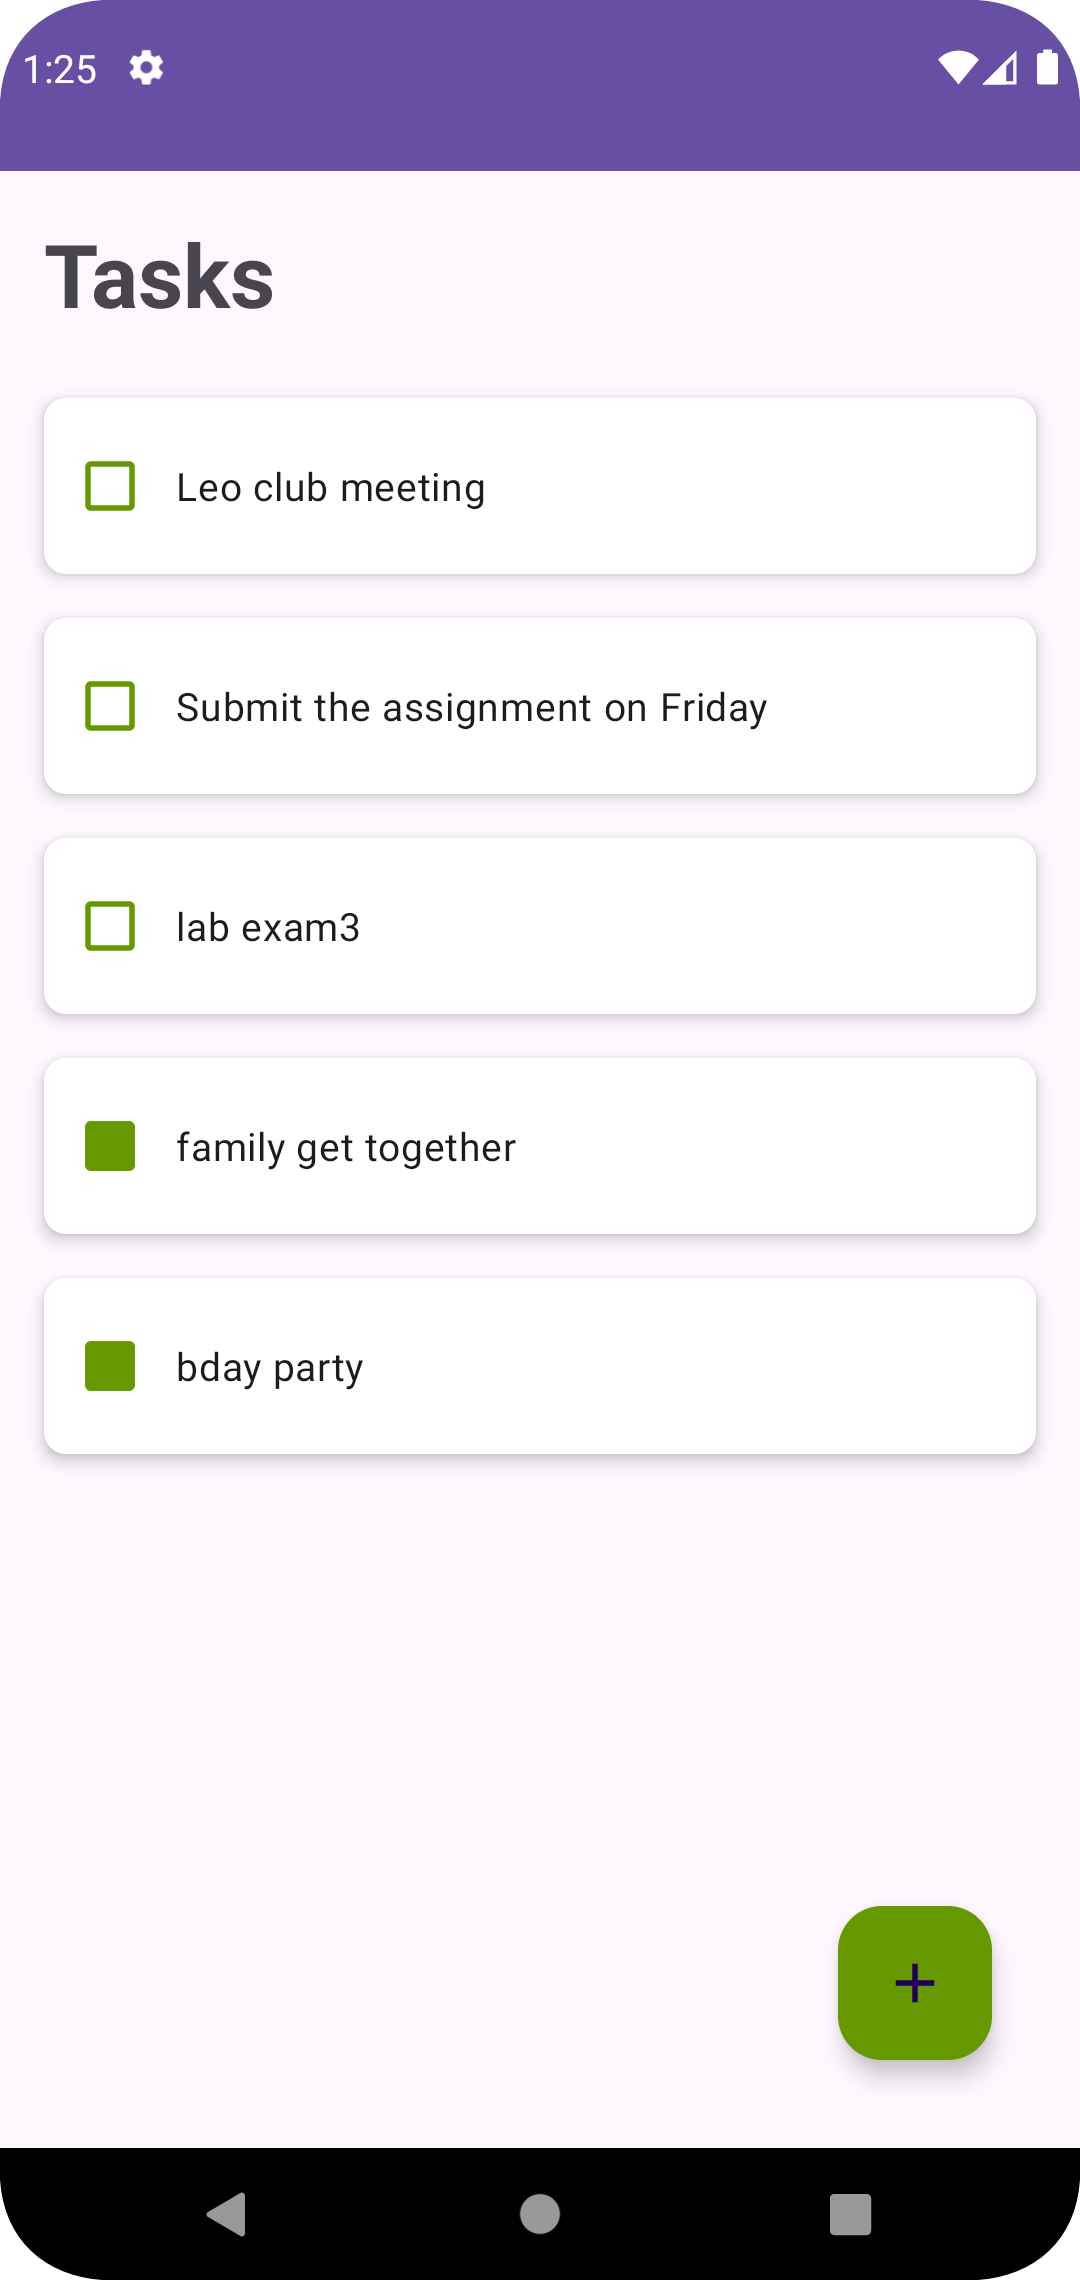 1:25
Tasks
Leo club meeting
Submit the assignment on Friday
lab exam3
family get together
bday party